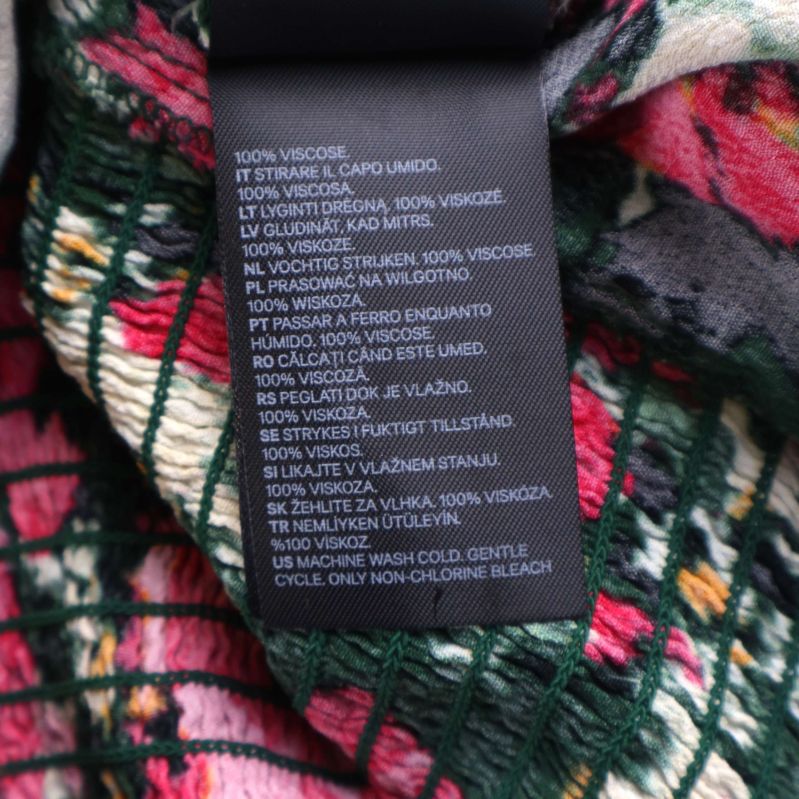 100% VISCOSE.
IT STIRARE IL CAPO UMIDO.
100% VISCOSA.
LT LYGINTI DRĖGNĄ, 100% VISKOZĖ.
LV GLUDINĀT, KAD MITRS.
100% VISKOZE.
NL VOCHTIG STRIJKEN. 100% VISCOSE.
PL PRASOWAĆ NA WILGOTNO.
100% WISKOZA.
PT PASSAR A FERRO ENQUANTO
HÚMIDO. 100% VISCOSE.
RO CĂLCAȚI CÂND ESTE UMED.
100% VISCOZĂ.
RS PEGLATI DOK JE VLAŽNO.
100% VISKOZA.
SE STRYKES I FUKTIGT TILLSTÅND.
100% VISKOS.
SI LIKAJTE V VLAŽNEM STANJU.
100% VISKOZA.
SK ŽEHLITE ZA VLHKA. 100% VISKÓZA.
TR NEMLİYKEN ÜTÜLEYİN.
%100 VİSKOZ.
US MACHINE WASH COLD. GENTLE
CYCLE. ONLY NON-CHLORINE BLEACH